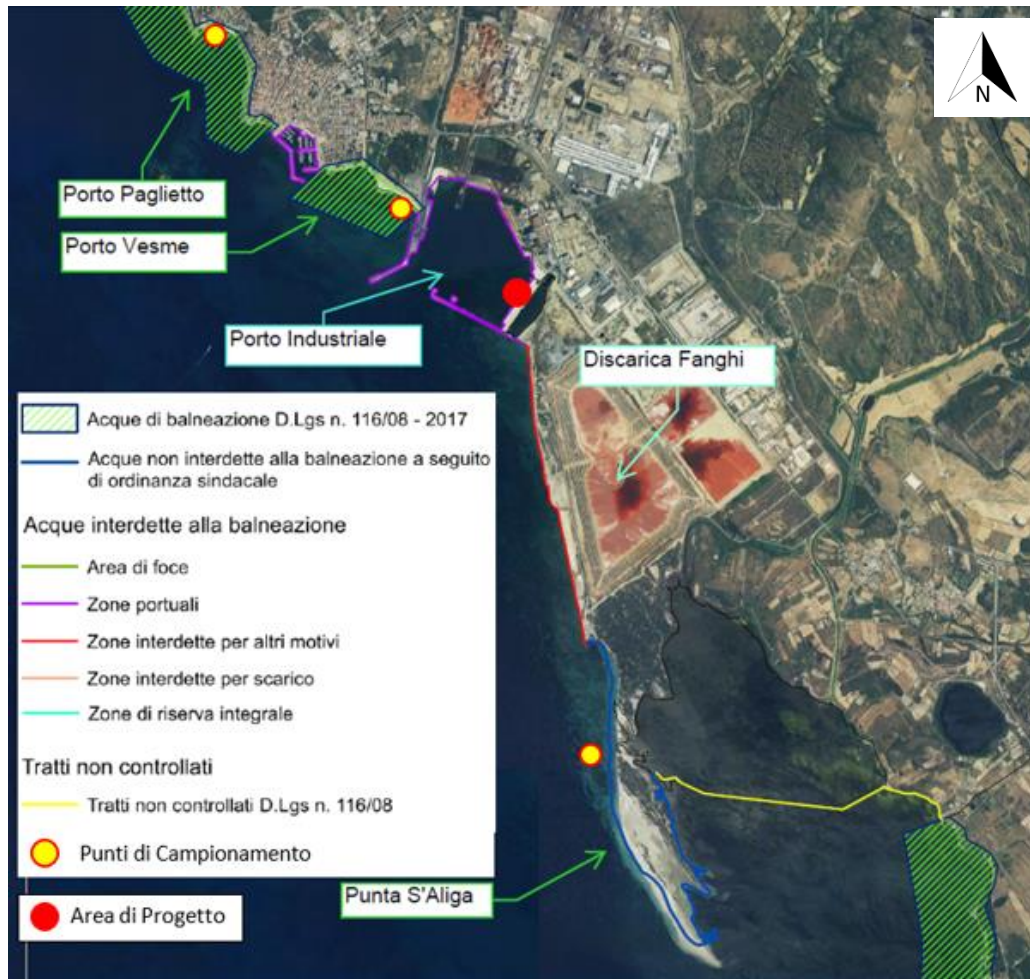 N
Porto Paglietto
Porto Vesme
Porto Industriale
Discarica Fanghi
Acque di balneazione D.Lgs n. 116/08 - 2017
Acque non interdette alla balneazione a seguito
di ordinanza sindacale
Acque interdette alla balneazione
Area di foce
Zone portuali
Zone interdette per altri motivi
Zone interdette per scarico
Zone di riserva integrale
Tratti non controllati
Tratti non controllati D.Lgs n. 116/08
Punti di Campionamento
Area di Progetto
Punta S'Aliga